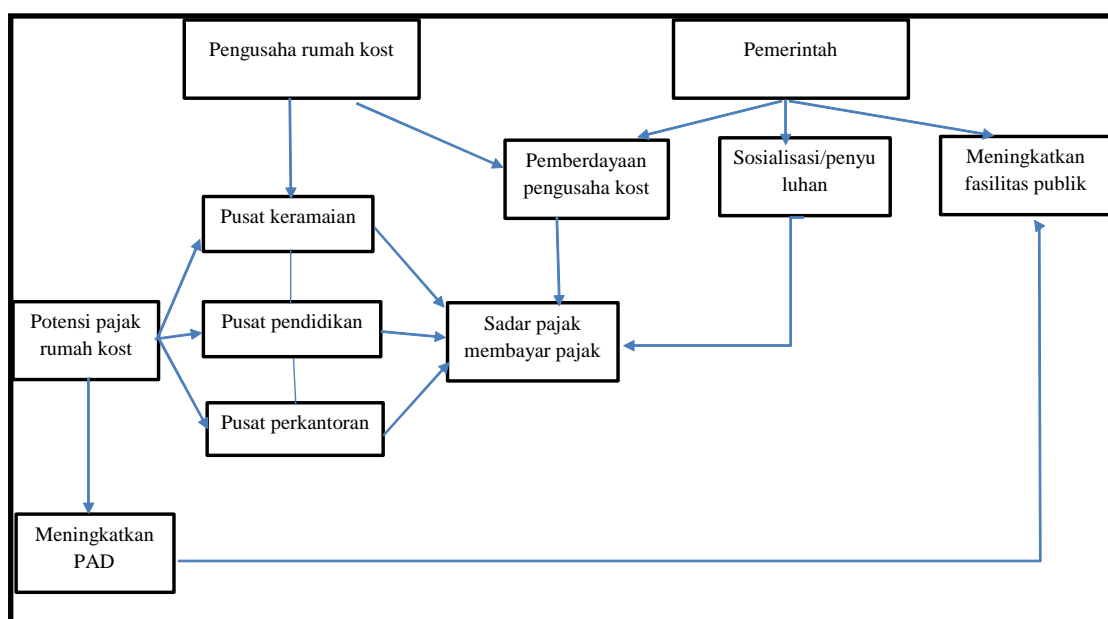 Pengusaha rumah kost
Pemerintah
Pemberdayaan
pengusaha kost
Sosialisasi/penyu
luhan
Meningkatkan
fasilitas publik
Pusat keramaian
Potensi pajak
rumah kost
Pusat pendidikan
Sadar pajak
membayar pajak
Pusat perkantoran
Meningkatkan
PAD